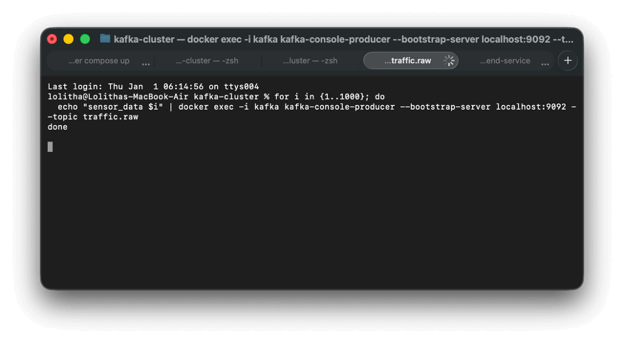 kafka-cluster — docker exec -i kafka kafka-console-producer --bootstrap-server localhost:9092 --t...
...er compose up ... ...-cluster — -zsh ...luster — -zsh ...traffic.raw ...end-service ... +
Last login: Thu Jan  1 06:14:56 on ttys004
lolitha@Lolithas-MacBook-Air kafka-cluster % for i in {1..1000}; do
  echo "sensor_data $i" | docker exec -i kafka kafka-console-producer --bootstrap-server localhost:9092 -
-topic traffic.raw
done